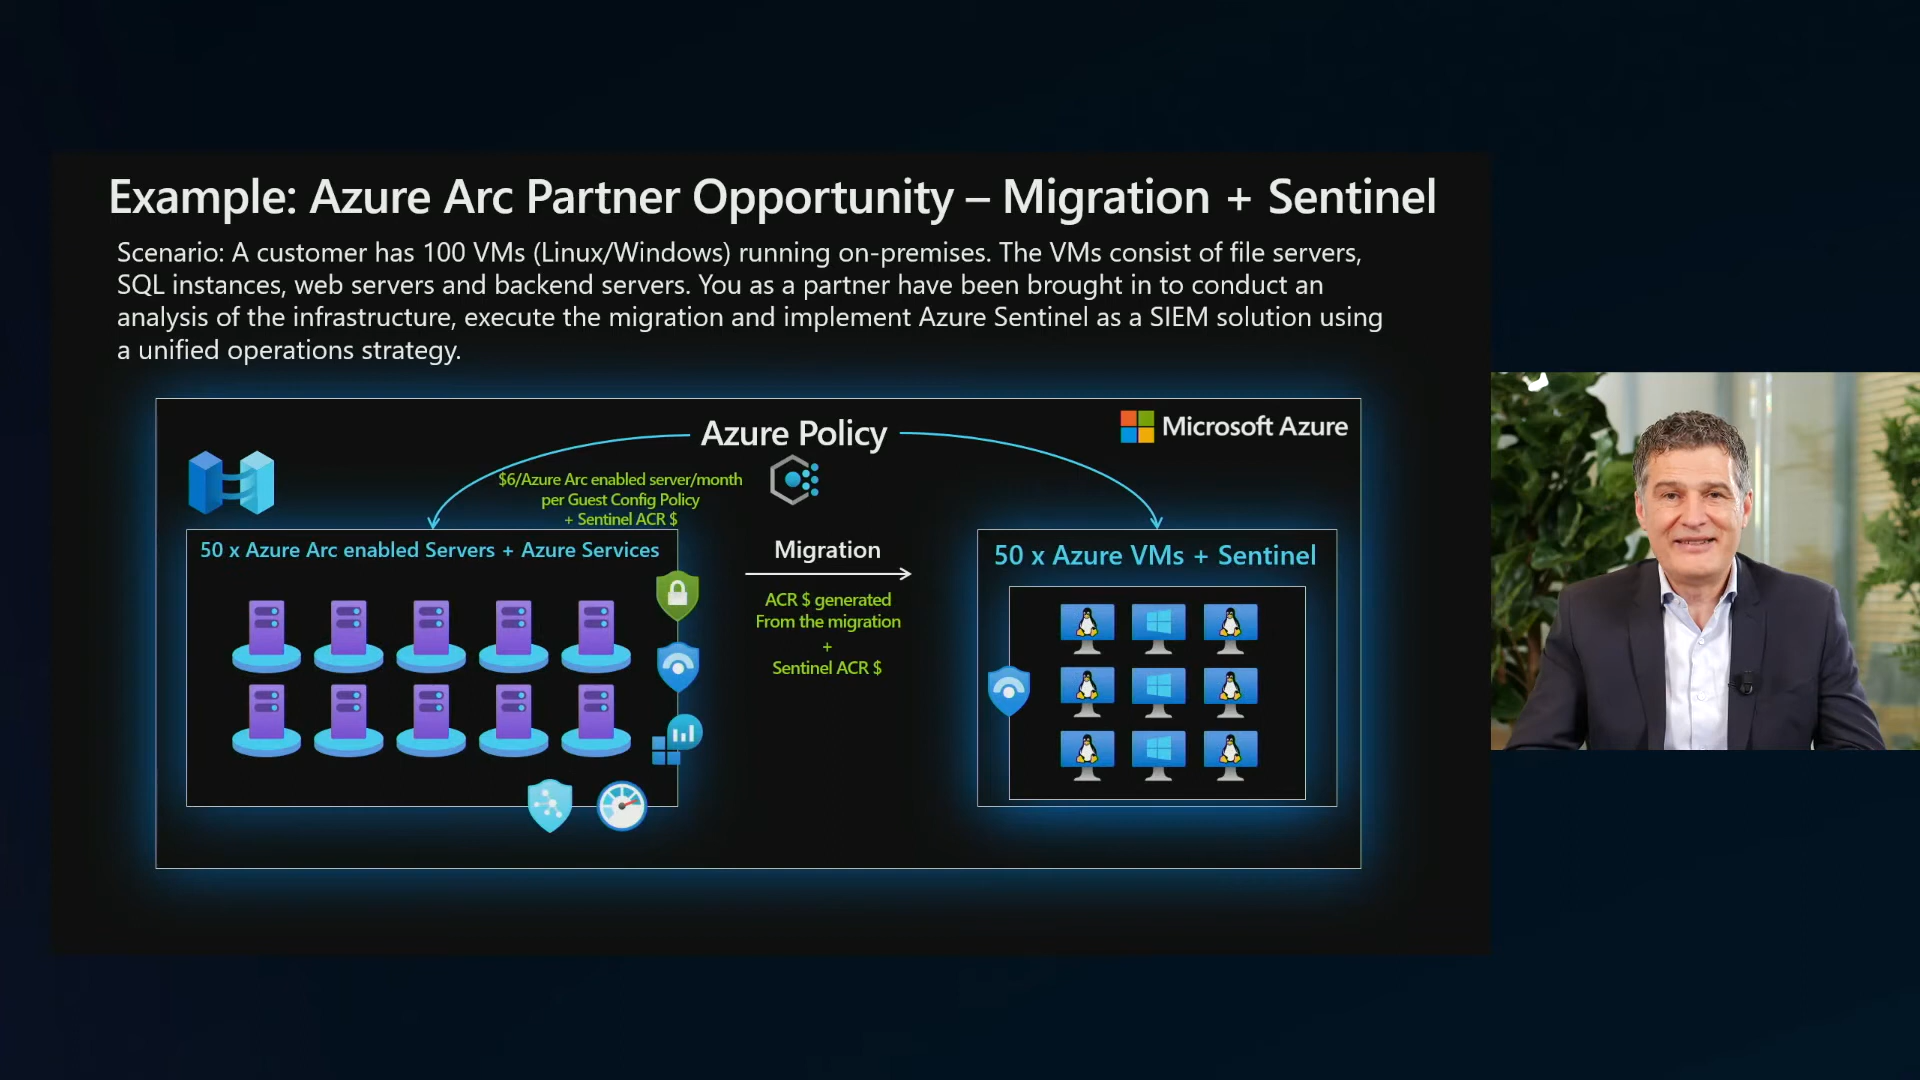 Example: Azure Arc Partner Opportunity – Migration + Sentinel
Scenario: A customer has 100 VMs (Linux/Windows) running on-premises. The VMs consist of file servers,
SQL instances, web servers and backend servers. You as a partner have been brought in to conduct an
analysis of the infrastructure, execute the migration and implement Azure Sentinel as a SIEM solution using
a unified operations strategy.
Azure Policy
Microsoft Azure
$6/Azure Arc enabled server/month
per Guest Config Policy
+ Sentinel ACR $
50 x Azure Arc enabled Servers + Azure Services
Migration
ACR $ generated
From the migration
+
Sentinel ACR $
50 x Azure VMs + Sentinel